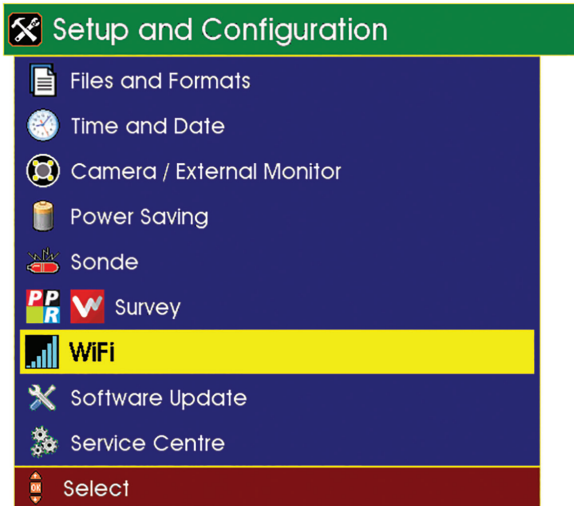 Setup and Configuration
Files and Formats
Time and Date
Camera / External Monitor
Power Saving
Sonde
PPR Survey
WiFi
Software Update
Service Centre
OK Select